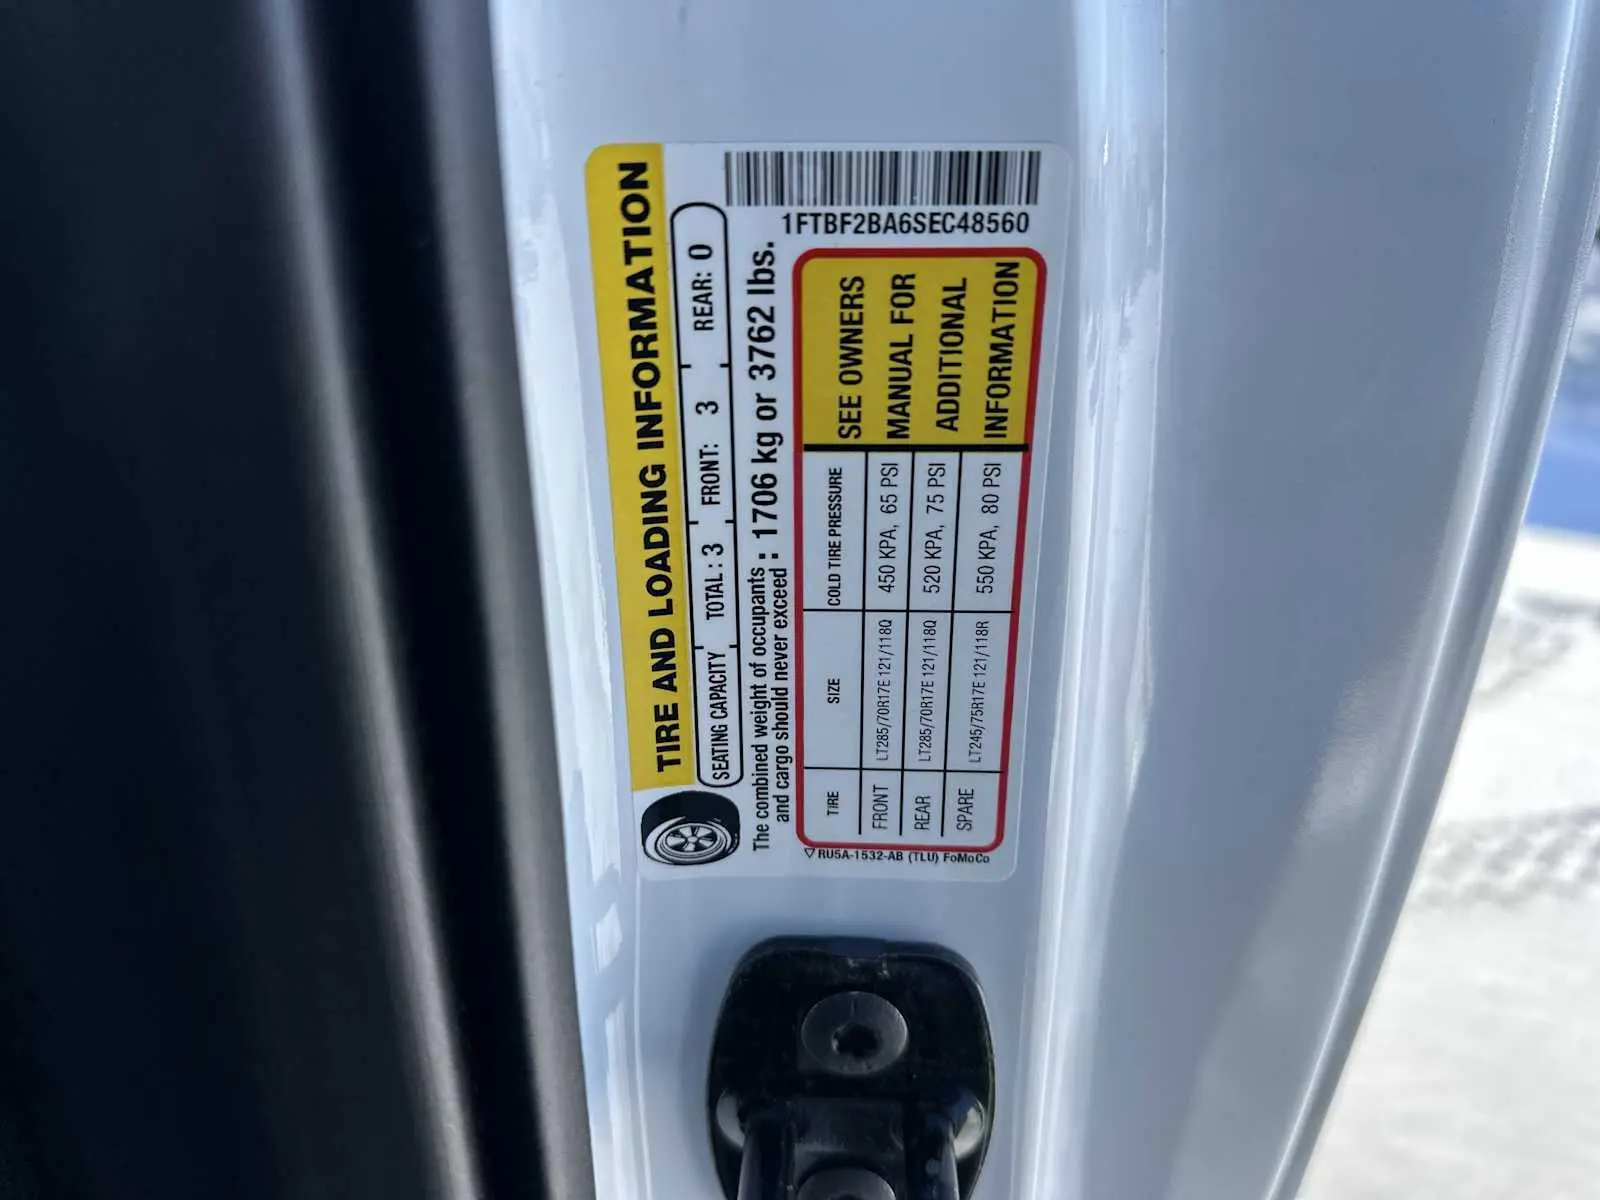 TIRE AND LOADING INFORMATION
SEATING CAPACITY TOTAL : 3 FRONT: 3 REAR: 0
The combined weight of occupants
and cargo should never exceed : 1706 kg or 3762 lbs.
1FTBF2BA6SEC48560
TIRE SIZE COLD TIRE PRESSURE
FRONT LT285/70R17E 121/118Q 450 KPA, 65 PSI
REAR LT285/70R17E 121/118Q 520 KPA, 75 PSI
SPARE LT245/75R17E 121/118R 550 KPA, 80 PSI
SEE OWNERS
MANUAL FOR
ADDITIONAL
INFORMATION
RU5A-1532-AB (TLU) FoMoCo